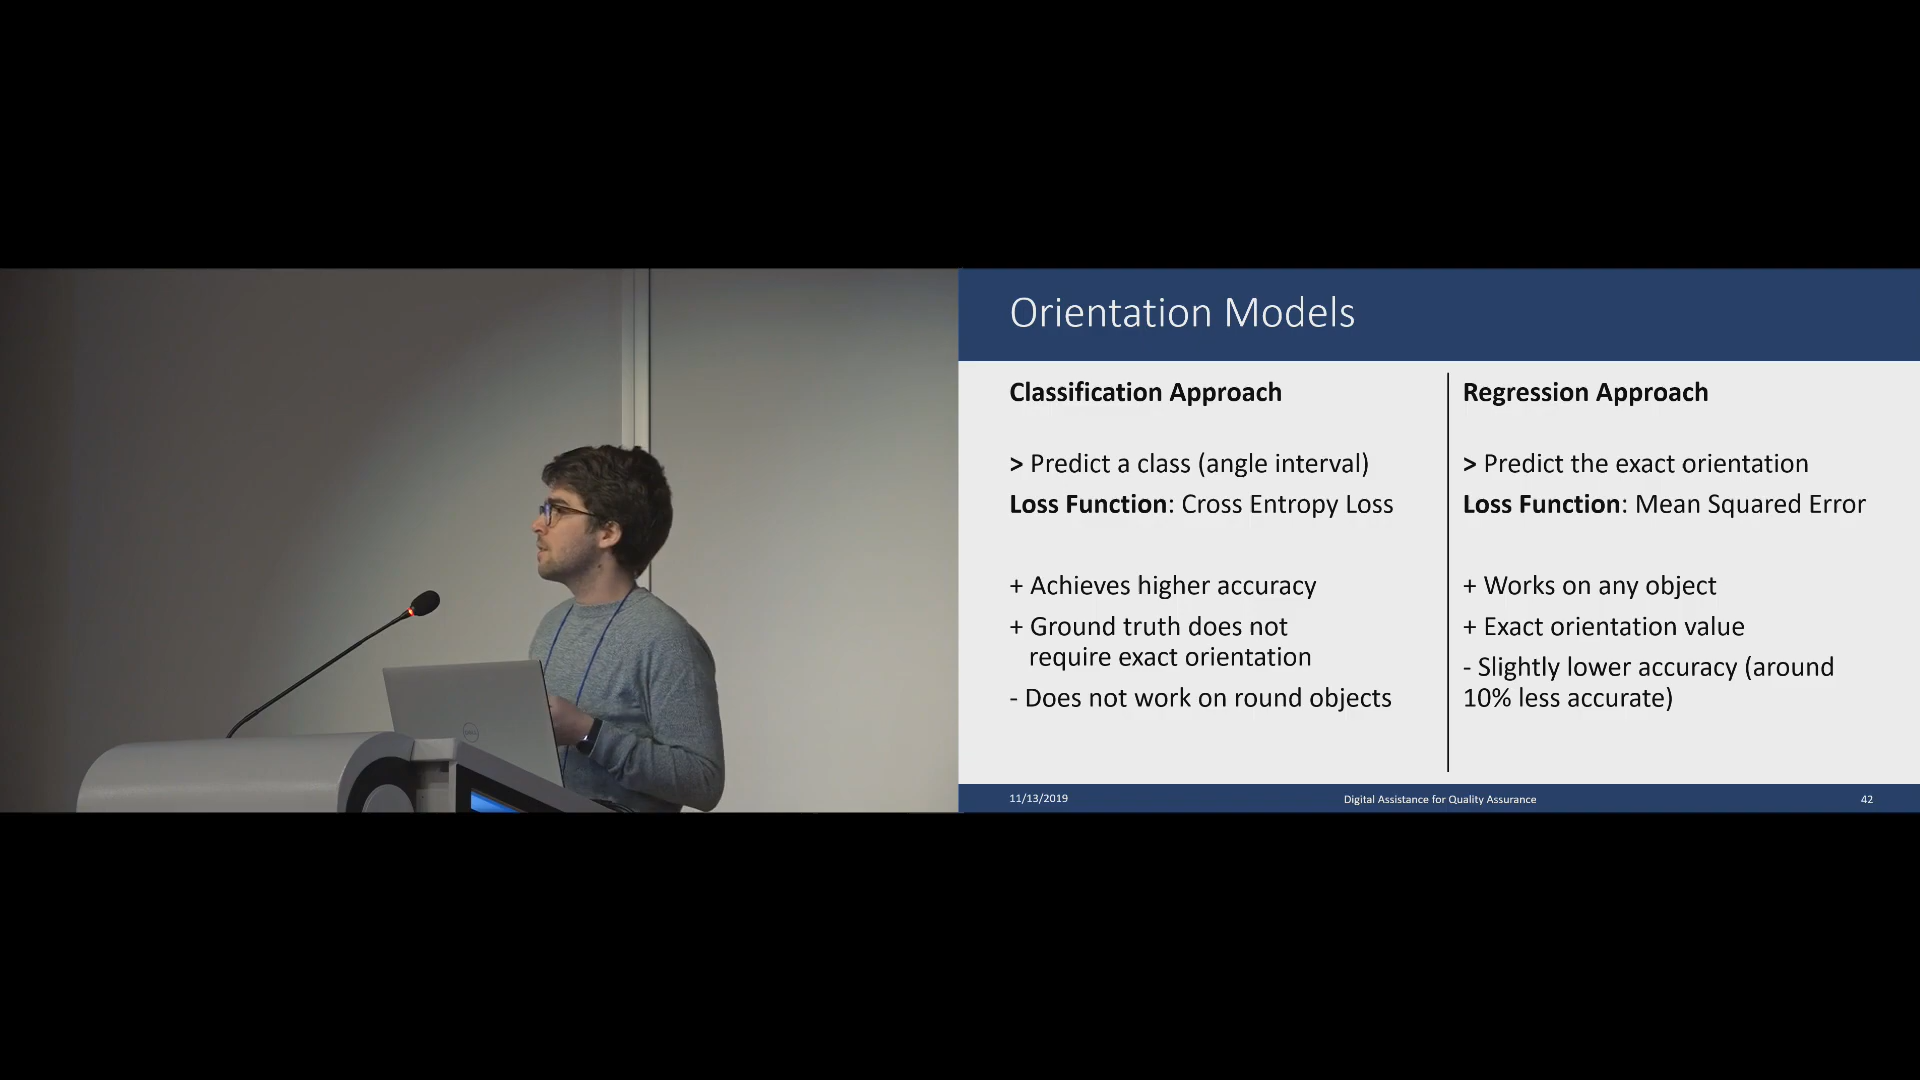 Orientation Models
Classification Approach
> Predict a class (angle interval)
Loss Function: Cross Entropy Loss
+ Achieves higher accuracy
+ Ground truth does not
require exact orientation
- Does not work on round objects
Regression Approach
> Predict the exact orientation
Loss Function: Mean Squared Error
+ Works on any object
+ Exact orientation value
- Slightly lower accuracy (around
10% less accurate)
11/13/2019
Digital Assistance for Quality Assurance
42